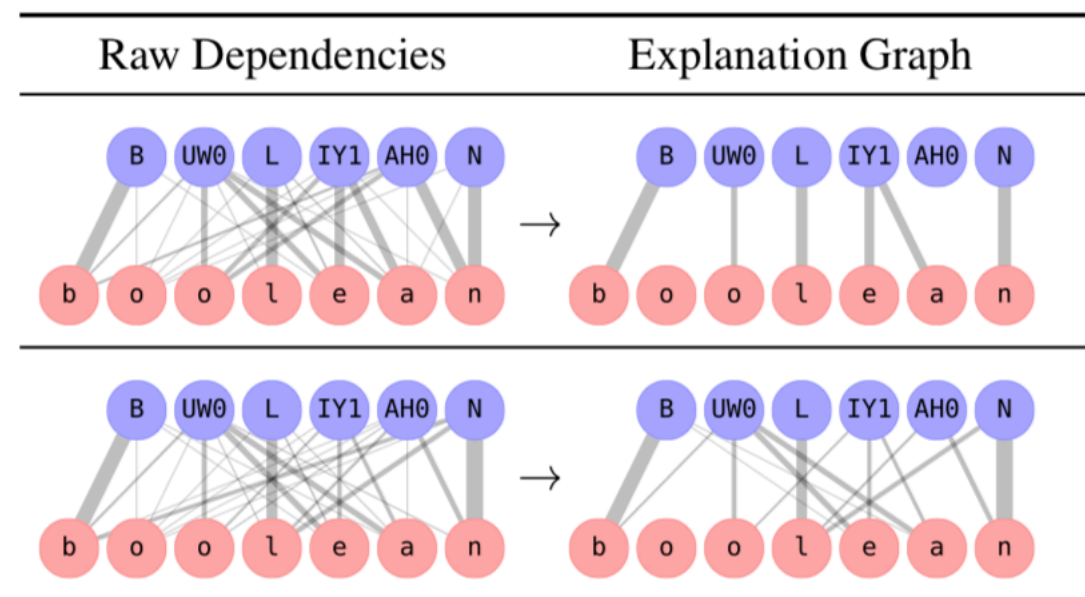 Raw Dependencies Explanation Graph
B UW0 L IY1 AH0 N B UW0 L IY1 AH0 N
→
b o o l e a n b o o l e a n
B UW0 L IY1 AH0 N B UW0 L IY1 AH0 N
→
b o o l e a n b o o l e a n